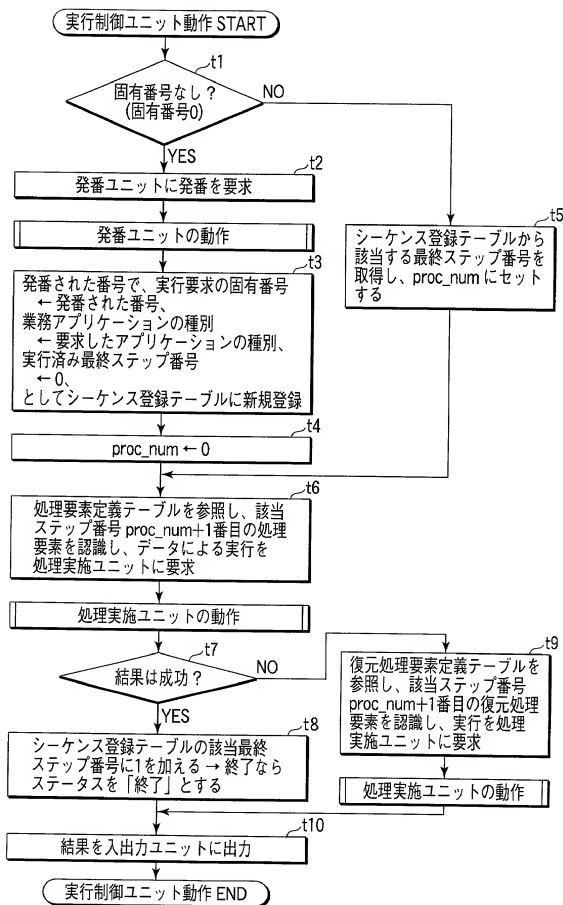 実行制御ユニット動作 START
t1
固有番号なし？
(固有番号0)
NO
YES
t2
発番ユニットに発番を要求
発番ユニットの動作
t3
発番された番号で、実行要求の固有番号
← 発番された番号、
業務アプリケーションの種別
← 要求したアプリケーションの種別、
実行済み最終ステップ番号
← 0、
としてシーケンス登録テーブルに新規登録
t5
シーケンス登録テーブルから
該当する最終ステップ番号を
取得し、proc_num にセット
する
t4
proc_num ← 0
t6
処理要素定義テーブルを参照し、該当
ステップ番号 proc_num+1番目の処理
要素を認識し、データによる実行を
処理実施ユニットに要求
処理実施ユニットの動作
t7
結果は成功？
NO
YES
t9
復元処理要素定義テーブルを
参照し、該当ステップ番号
proc_num+1番目の復元処理
要素を認識し、実行を処理
実施ユニットに要求
処理実施ユニットの動作
t8
シーケンス登録テーブルの該当最終
ステップ番号に1を加える → 終了なら
ステータスを「終了」とする
t10
結果を入出力ユニットに出力
実行制御ユニット動作 END